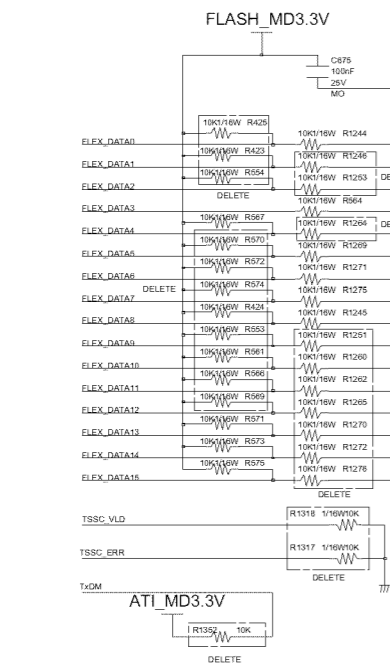 FLASH_MD3.3V
C675
100nF
25V
MO
10K1/16W R425
FLEX_DATA0 10K1/16W R1244
10K1/16W R423
FLEX_DATA1 10K1/16W R1246
10K1/16W R554
FLEX_DATA2 10K1/16W R1253 DE
DELETE
FLEX_DATA3 10K1/16W R564
10K1/16W R567
FLEX_DATA4 10K1/16W R1264 DE
10K1/16W R570
FLEX_DATA5 10K1/16W R1269
10K1/16W R572
FLEX_DATA6 10K1/16W R1271
DELETE 10K1/16W R574
FLEX_DATA7 10K1/16W R1275
10K1/16W R424
FLEX_DATA8 10K1/16W R1245
10K1/16W R553
FLEX_DATA9 10K1/16W R1251
10K1/16W R561
FLEX_DATA10 10K1/16W R1260
10K1/16W R566
FLEX_DATA11 10K1/16W R1262
10K1/16W R569
FLEX_DATA12 10K1/16W R1265
10K1/16W R571
FLEX_DATA13 10K1/16W R1270
10K1/16W R573
FLEX_DATA14 10K1/16W R1272
10K1/16W R575
FLEX_DATA15 10K1/16W R1276
DELETE
R1318 1/16W10K
TSSC_VLD
R1317 1/16W10K
TSSC_ERR
DELETE
TxDM
ATI_MD3.3V
R1352 10K
DELETE